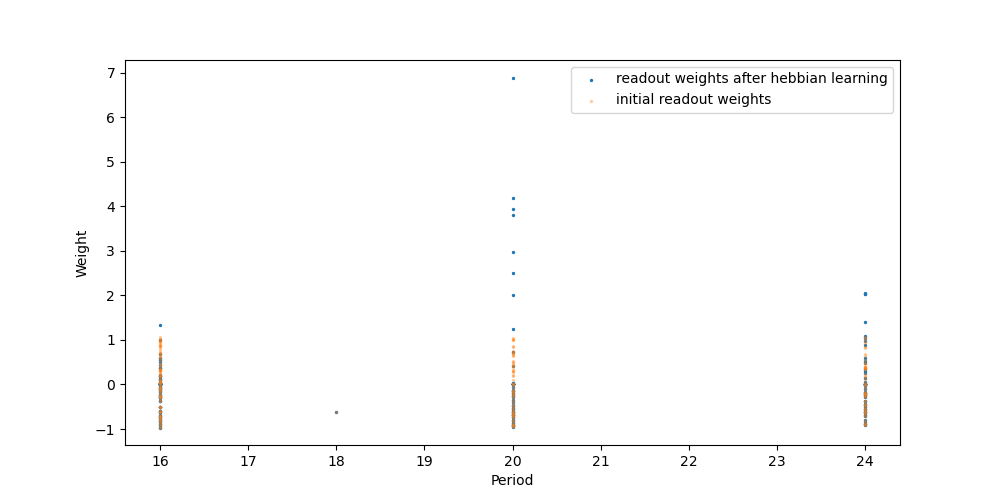 readout weights after hebbian learning
initial readout weights
7
6
5
4
3
2
1
0
−1
Weight
16 17 18 19 20 21 22 23 24
Period